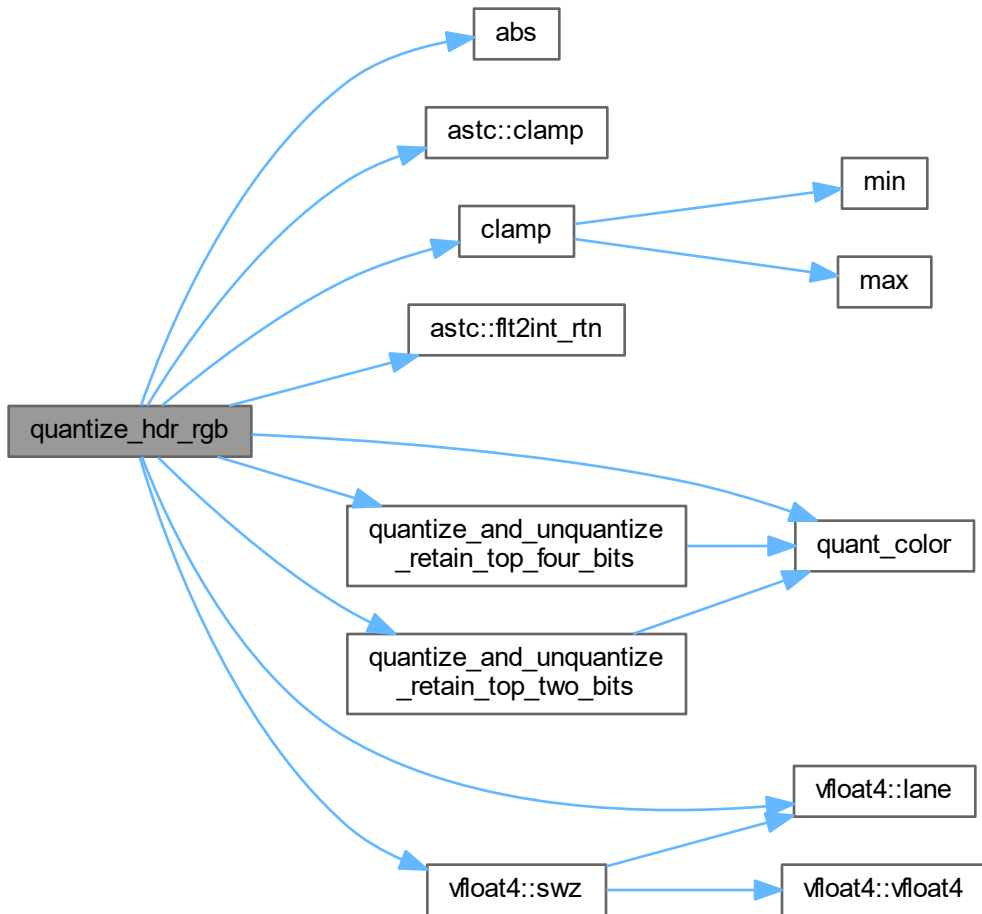 abs
astc::clamp
min
clamp
max
astc::flt2int_rtn
quantize_hdr_rgb
quantize_and_unquantize
_retain_top_four_bits
quant_color
quantize_and_unquantize
_retain_top_two_bits
vfloat4::lane
vfloat4::swz
vfloat4::vfloat4